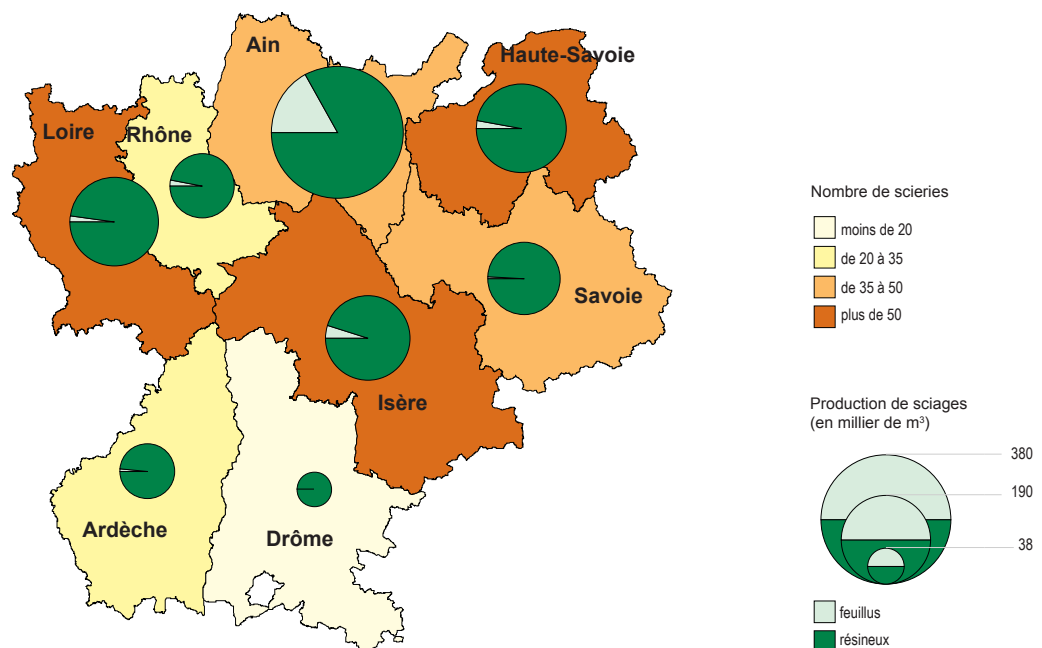 Ain
Haute-Savoie
Loire
Rhône
Savoie
Isère
Ardèche
Drôme
Nombre de scieries
moins de 20
de 20 à 35
de 35 à 50
plus de 50
Production de sciages
(en millier de m³)
380
190
38
feuillus
résineux